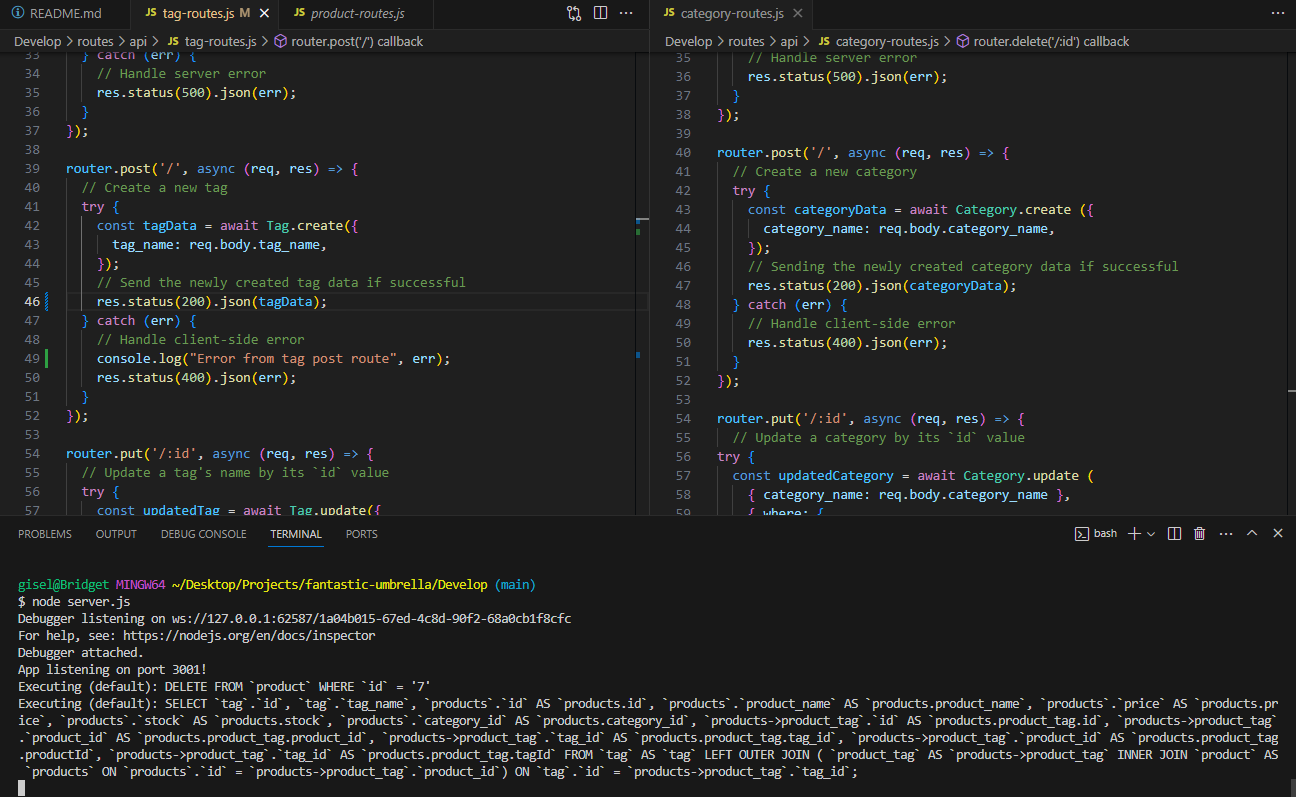 README.md
JS tag-routes.js M
JS product-routes.js
JS category-routes.js
Develop > routes > api > JS tag-routes.js > router.post('/') callback
33 } catch (err) {
34 // Handle server error
35 res.status(500).json(err);
36 }
37 });
38
39 router.post('/', async (req, res) => {
40 // Create a new tag
41 try {
42 const tagData = await Tag.create({
43 tag_name: req.body.tag_name,
44 });
45 // Send the newly created tag data if successful
46 res.status(200).json(tagData);
47 } catch (err) {
48 // Handle client-side error
49 console.log("Error from tag post route", err);
50 res.status(400).json(err);
51 }
52 });
53
54 router.put('/:id', async (req, res) => {
55 // Update a tag's name by its `id` value
56 try {
57 const updatedTag = await Tag.update({
Develop > routes > api > JS category-routes.js > router.delete('/:id') callback
35 // Handle server error
36 res.status(500).json(err);
37 }
38 });
39
40 router.post('/', async (req, res) => {
41 // Create a new category
42 try {
43 const categoryData = await Category.create ({
44 category_name: req.body.category_name,
45 });
46 // Sending the newly created category data if successful
47 res.status(200).json(categoryData);
48 } catch (err) {
49 // Handle client-side error
50 res.status(400).json(err);
51 }
52 });
53
54 router.put('/:id', async (req, res) => {
55 // Update a category by its `id` value
56 try {
57 const updatedCategory = await Category.update (
58 { category_name: req.body.category_name },
59 { where: {
PROBLEMS OUTPUT DEBUG CONSOLE TERMINAL PORTS
bash
gisel@Bridget MINGW64 ~/Desktop/Projects/fantastic-umbrella/Develop (main)
$ node server.js
Debugger listening on ws://127.0.0.1:62587/1a04b015-67ed-4c8d-90f2-68a0cb1f8cfc
For help, see: https://nodejs.org/en/docs/inspector
Debugger attached.
App listening on port 3001!
Executing (default): DELETE FROM `product` WHERE `id` = '7'
Executing (default): SELECT `tag`.`id`, `tag`.`tag_name`, `products`.`id` AS `products.id`, `products`.`product_name` AS `products.product_name`, `products`.`price` AS `products.pr
ice`, `products`.`stock` AS `products.stock`, `products`.`category_id` AS `products.category_id`, `products->product_tag`.`id` AS `products.product_tag.id`, `products->product_tag`
.`product_id` AS `products.product_tag.product_id`, `products->product_tag`.`tag_id` AS `products.product_tag.tag_id`, `products->product_tag`.`product_id` AS `products.product_tag
.productId`, `products->product_tag`.`tag_id` AS `products.product_tag.tagId` FROM `tag` AS `tag` LEFT OUTER JOIN ( `product_tag` AS `products->product_tag` INNER JOIN `product` AS
`products` ON `products`.`id` = `products->product_tag`.`product_id`) ON `tag`.`id` = `products->product_tag`.`tag_id`;